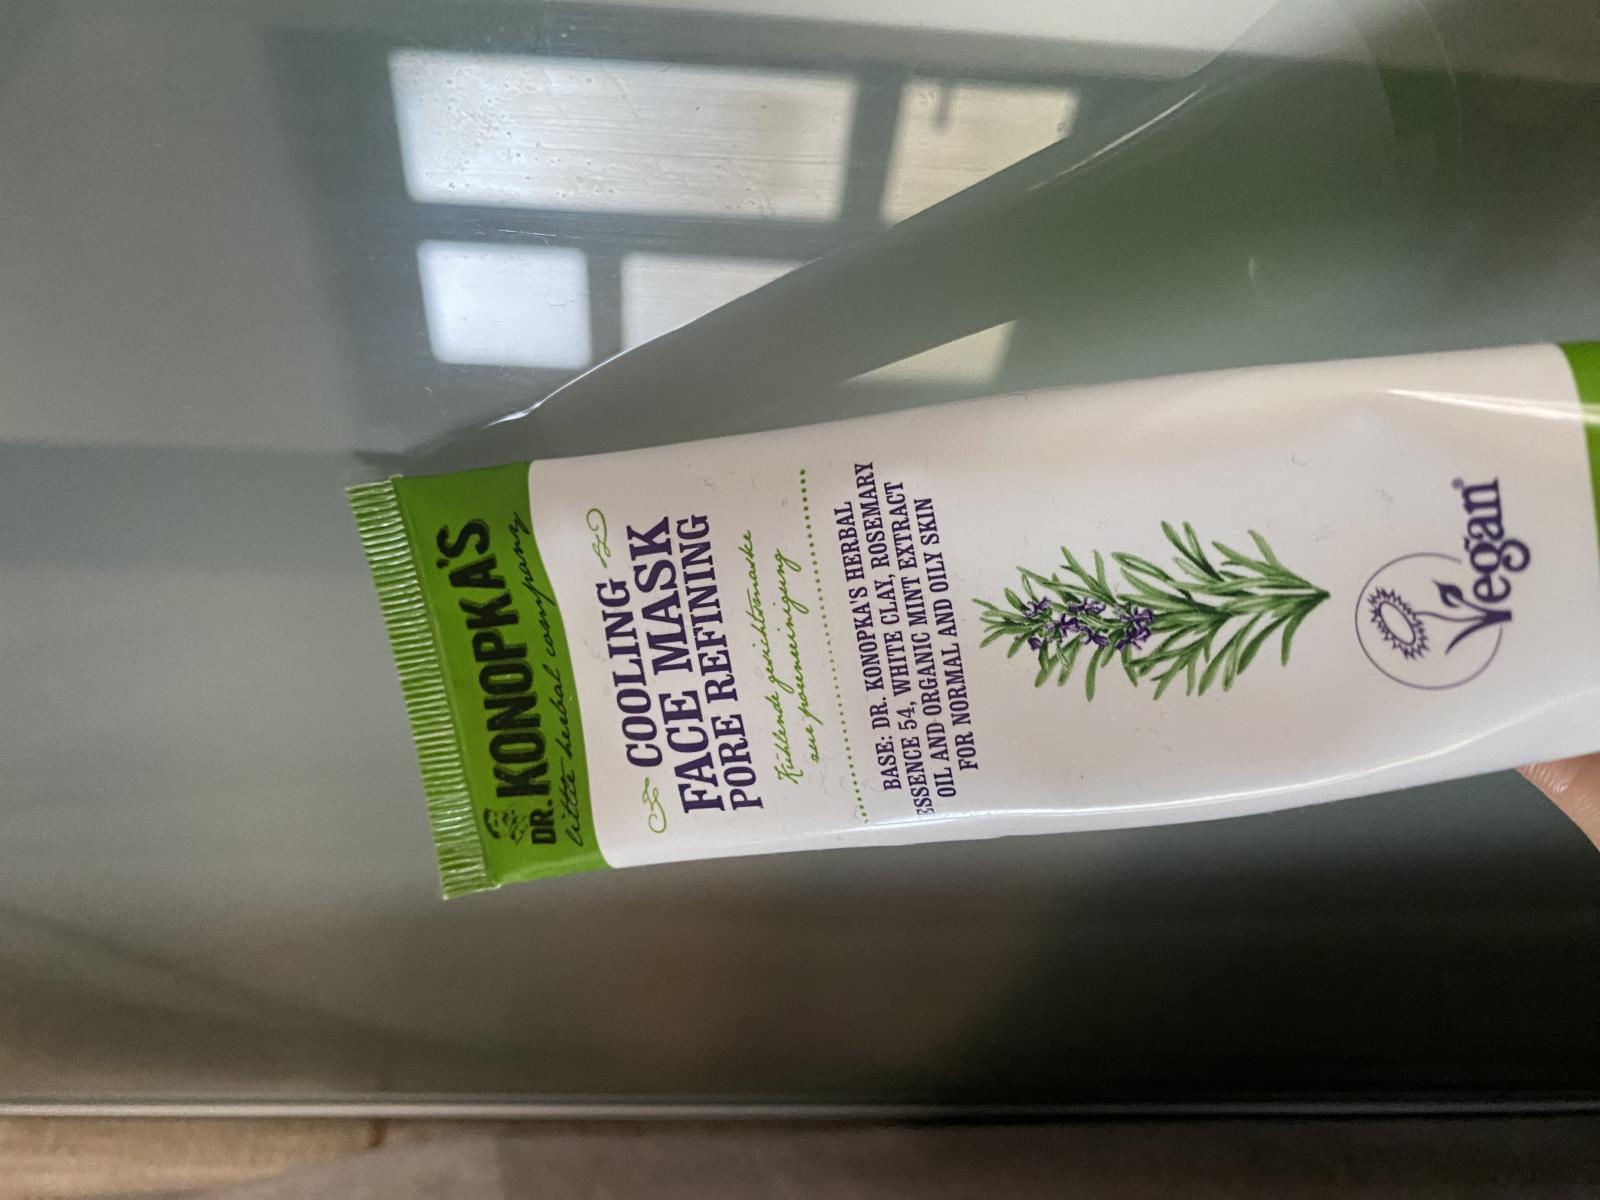 DR. KONOPKA'S
little herbal company
COOLING
FACE MASK
PORE REFINING
Kühlende gesichtsmaske
zur porenreinigung
BASE: DR. KONOPKA'S HERBAL
ESSENCE 54, WHITE CLAY, ROSEMARY
OIL AND ORGANIC MINT EXTRACT
FOR NORMAL AND OILY SKIN
Vegan®